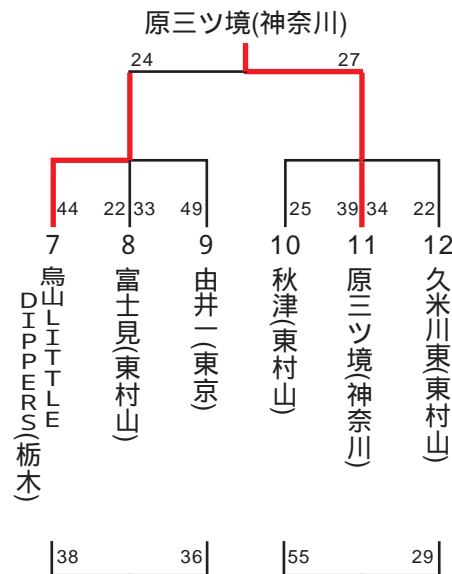 原三ツ境(神奈川)
24 27
44 22 33 49 25 39 34 22
7 8 9 10 11 12
烏山LITTLE
DIPPERS(栃木)
富士見(東村山)
由井一(東京)
秋津(東村山)
原三ツ境(神奈川)
久米川東(東村山)
38 36 55 29